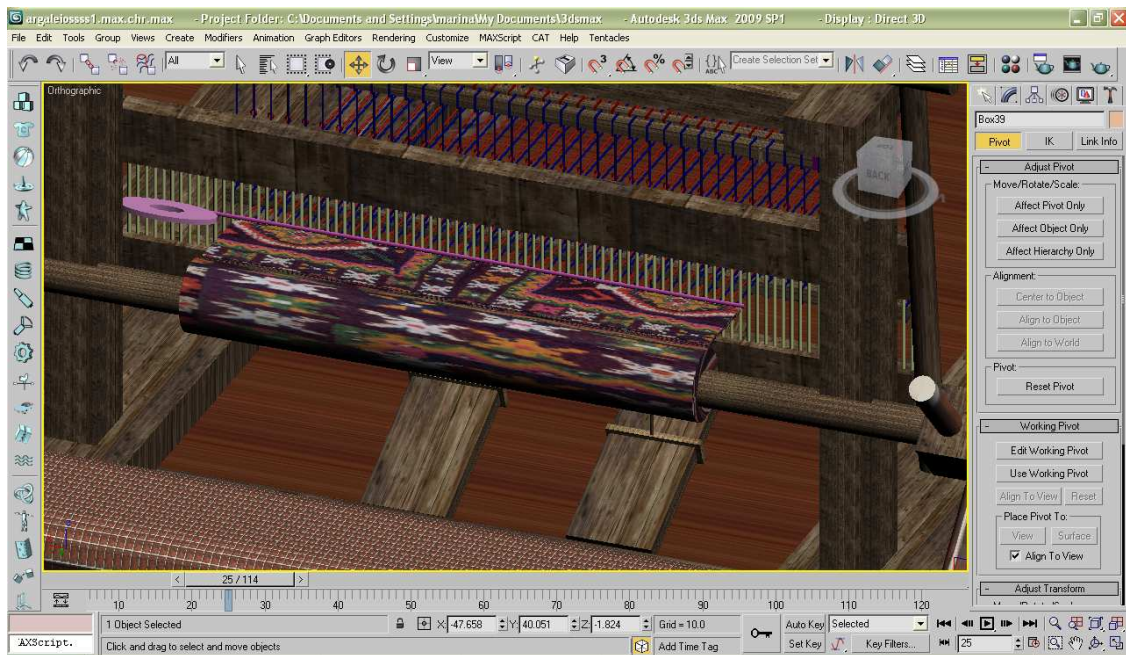 argaleiossss1.max.chr.max - Project Folder: C:\Documents and Settings\marina\My Documents\3dsmax - Autodesk 3ds Max 2009 SP1 - Display : Direct 3D
File Edit Tools Group Views Create Modifiers Animation Graph Editors Rendering Customize MAXScript CAT Help Tentacles
All View Create Selection Set
Orthographic
BACK
Box39
Pivot IK Link Info
- Adjust Pivot
Move/Rotate/Scale:
Affect Pivot Only
Affect Object Only
Affect Hierarchy Only
Alignment:
Center to Object
Align to Object
Align to World
Pivot:
Reset Pivot
- Working Pivot
Edit Working Pivot
Use Working Pivot
Align To View Reset
Place Pivot To:
View Surface
Align To View
- Adjust Transform
< 25 / 114 >
10 20 30 40 50 60 70 80 90 100 110 120
1 Object Selected X: -47.658 Y: 40.051 Z: -1.824 Grid = 10.0 Auto Key Selected
AXScript. Click and drag to select and move objects Add Time Tag Set Key Key Filters... 25